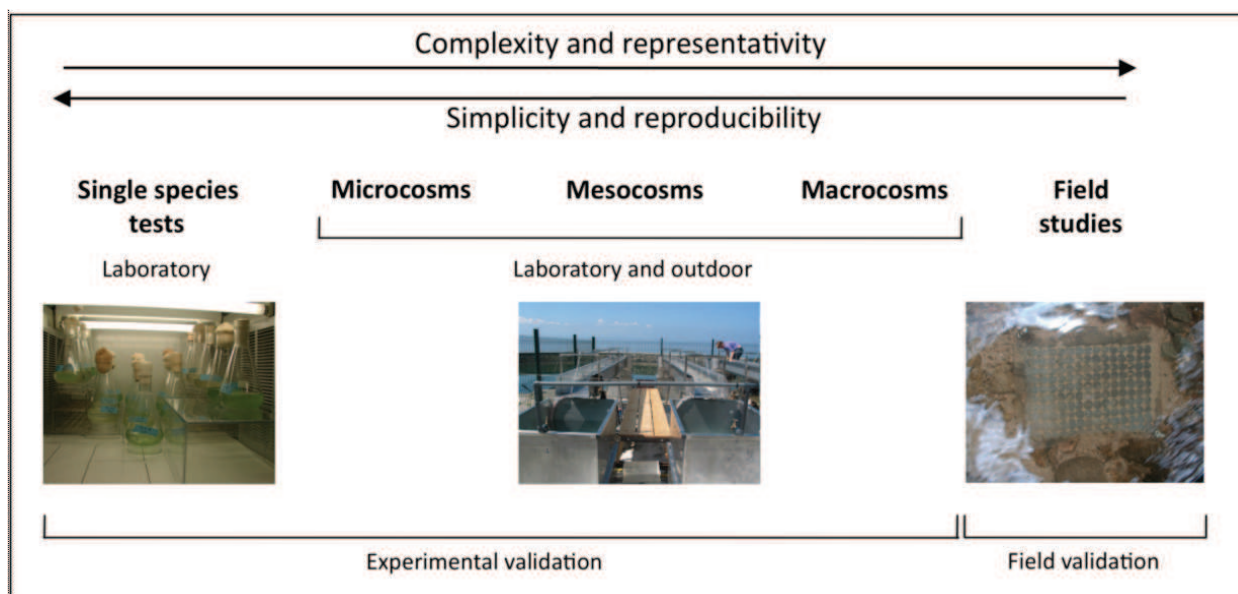 Complexity and representativity
Simplicity and reproducibility
Single species
tests
Microcosms
Mesocosms
Macrocosms
Field
studies
Laboratory
Laboratory and outdoor
Experimental validation
Field validation